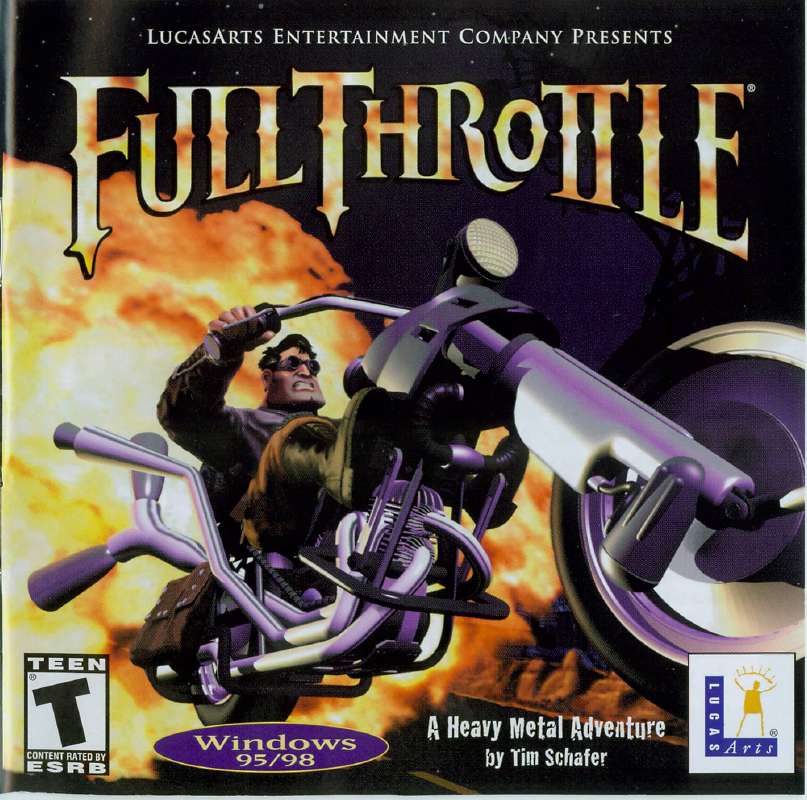 LUCASARTS ENTERTAINMENT COMPANY PRESENTS
FULL THROTTLE®
TEEN
®
T
CONTENT RATED BY
ESRB
Windows
95/98
A Heavy Metal Adventure
by Tim Schafer
LUCAS
Arts
®